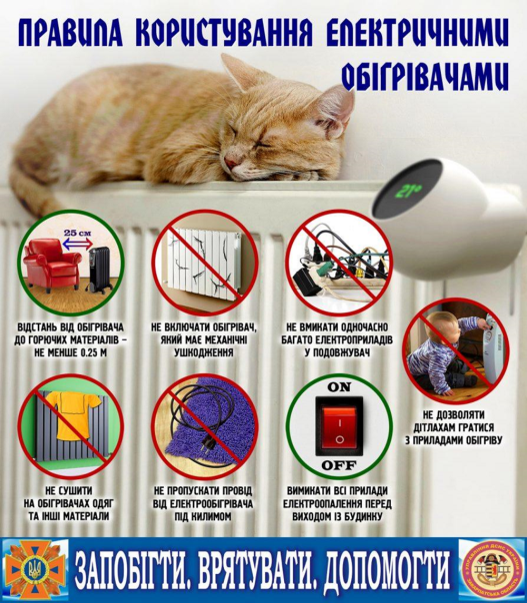 ПРАВИЛА КОРИСТУВАННЯ ЕЛЕКТРИЧНИМИ
ОБІГРІВАЧАМИ
21°
25 см
ВІДСТАНЬ ВІД ОБІГРІВАЧА
ДО ГОРЮЧИХ МАТЕРІАЛІВ –
НЕ МЕНШЕ 0.25 М
НЕ ВКЛЮЧАТИ ОБІГРІВАЧ,
ЯКИЙ МАЄ МЕХАНІЧНІ
УШКОДЖЕННЯ
НЕ ВМИКАТИ ОДНОЧАСНО
БАГАТО ЕЛЕКТРОПРИЛАДІВ
У ПОДОВЖУВАЧ
НЕ ДОЗВОЛЯТИ
ДІТЛАХАМ ГРАТИСЯ
З ПРИЛАДАМИ ОБІГРІВУ
НЕ СУШИТИ
НА ОБІГРІВАЧАХ ОДЯГ
ТА ІНШІ МАТЕРІАЛИ
НЕ ПРОПУСКАТИ ПРОВІД
ВІД ЕЛЕКТРООБІГРІВАЧА
ПІД КИЛИМОМ
ON
OFF
ВИМИКАТИ ВСІ ПРИЛАДИ
ЕЛЕКТРООПАЛЕННЯ ПЕРЕД
ВИХОДОМ ІЗ БУДИНКУ
ЗАПОБІГТИ. ВРЯТУВАТИ. ДОПОМОГТИ